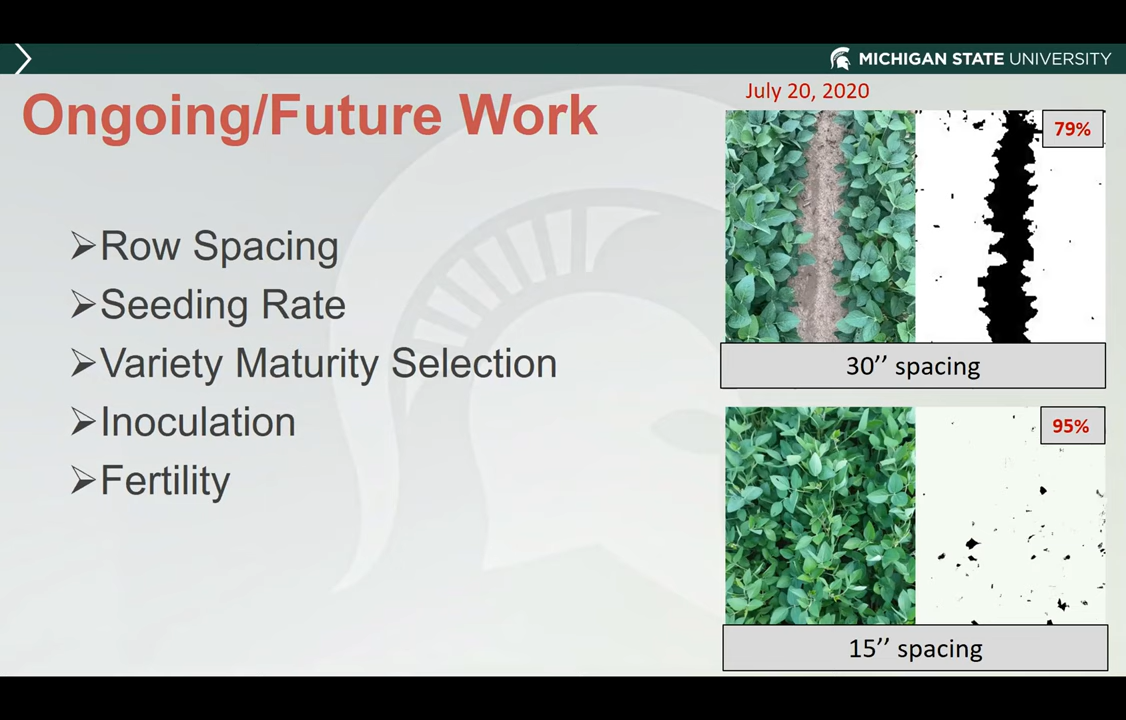 MICHIGAN STATE UNIVERSITY
Ongoing/Future Work
➢Row Spacing
➢Seeding Rate
➢Variety Maturity Selection
➢Inoculation
➢Fertility
July 20, 2020
79%
30’’ spacing
95%
15’’ spacing